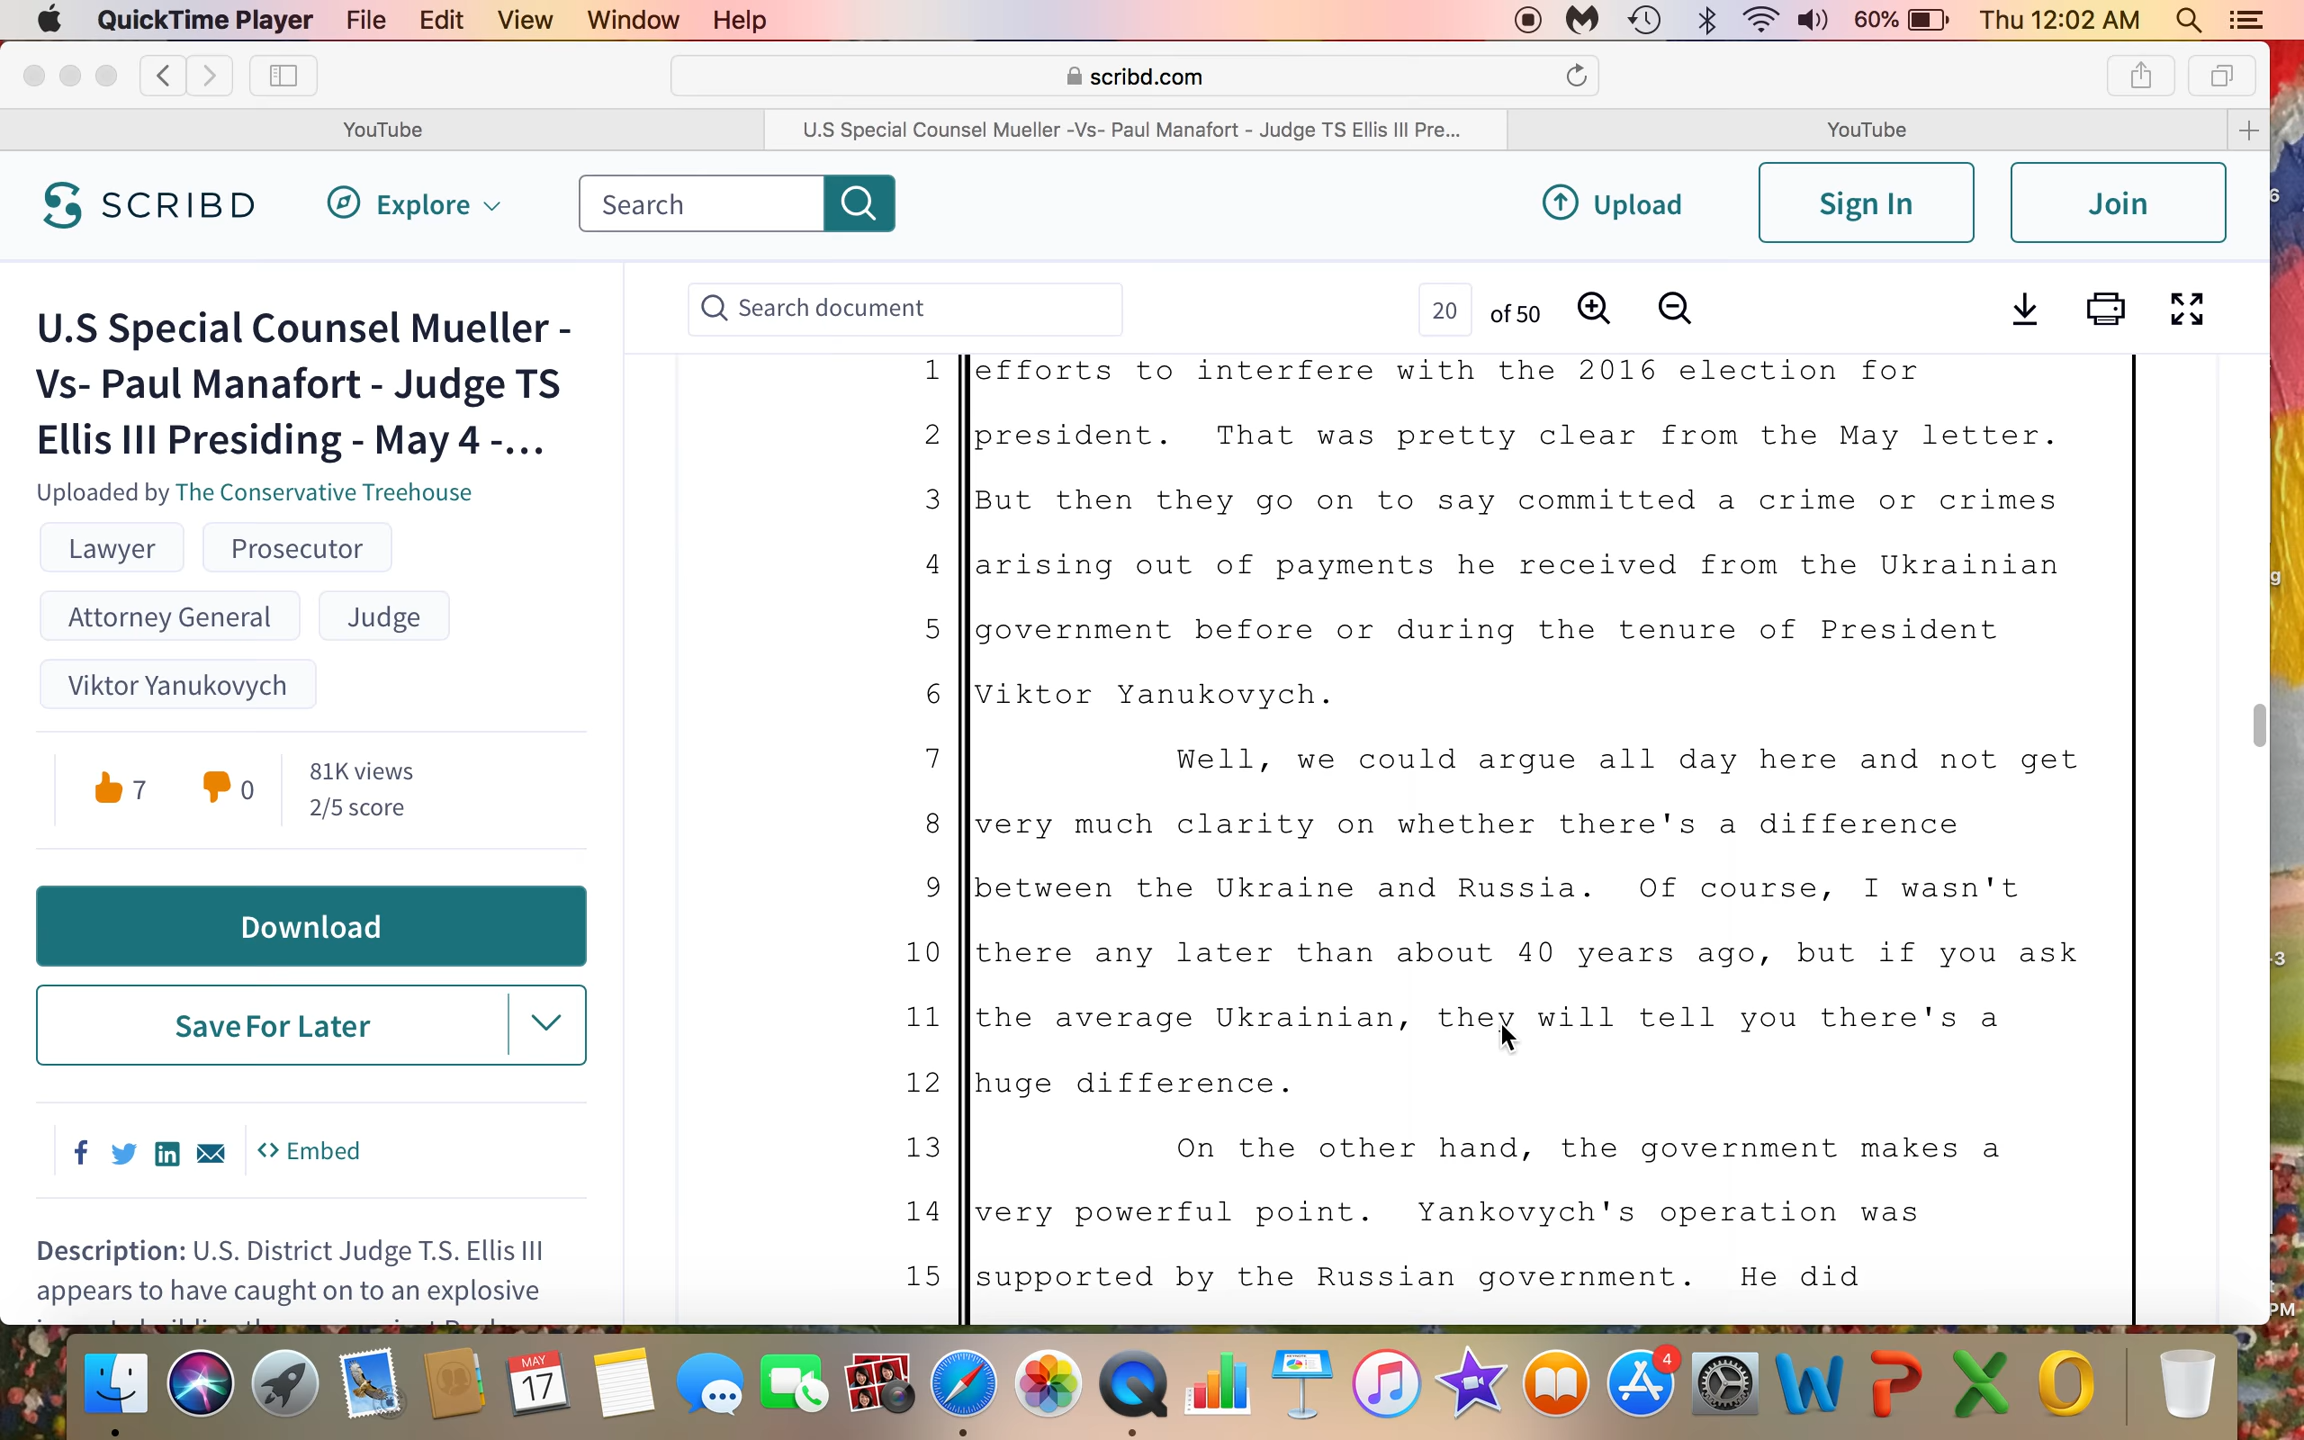 QuickTime Player File Edit View Window Help 60% Thu 12:02 AM
scribd.com
YouTube U.S Special Counsel Mueller -Vs- Paul Manafort - Judge TS Ellis III Pre... YouTube
SCRIBD Explore Search Upload Sign In Join
Search document 20 of 50
U.S Special Counsel Mueller -
Vs- Paul Manafort - Judge TS
Ellis III Presiding - May 4 -...
Uploaded by The Conservative Treehouse
Lawyer Prosecutor
Attorney General Judge
Viktor Yanukovych
7 0 81K views
2/5 score
Download
Save For Later
Embed
Description: U.S. District Judge T.S. Ellis III
appears to have caught on to an explosive
1 efforts to interfere with the 2016 election for
2 president. That was pretty clear from the May letter.
3 But then they go on to say committed a crime or crimes
4 arising out of payments he received from the Ukrainian
5 government before or during the tenure of President
6 Viktor Yanukovych.
7 Well, we could argue all day here and not get
8 very much clarity on whether there's a difference
9 between the Ukraine and Russia. Of course, I wasn't
10 there any later than about 40 years ago, but if you ask
11 the average Ukrainian, they will tell you there's a
12 huge difference.
13 On the other hand, the government makes a
14 very powerful point. Yankovych's operation was
15 supported by the Russian government. He did
6
g
-3
PM
MAY
17
4